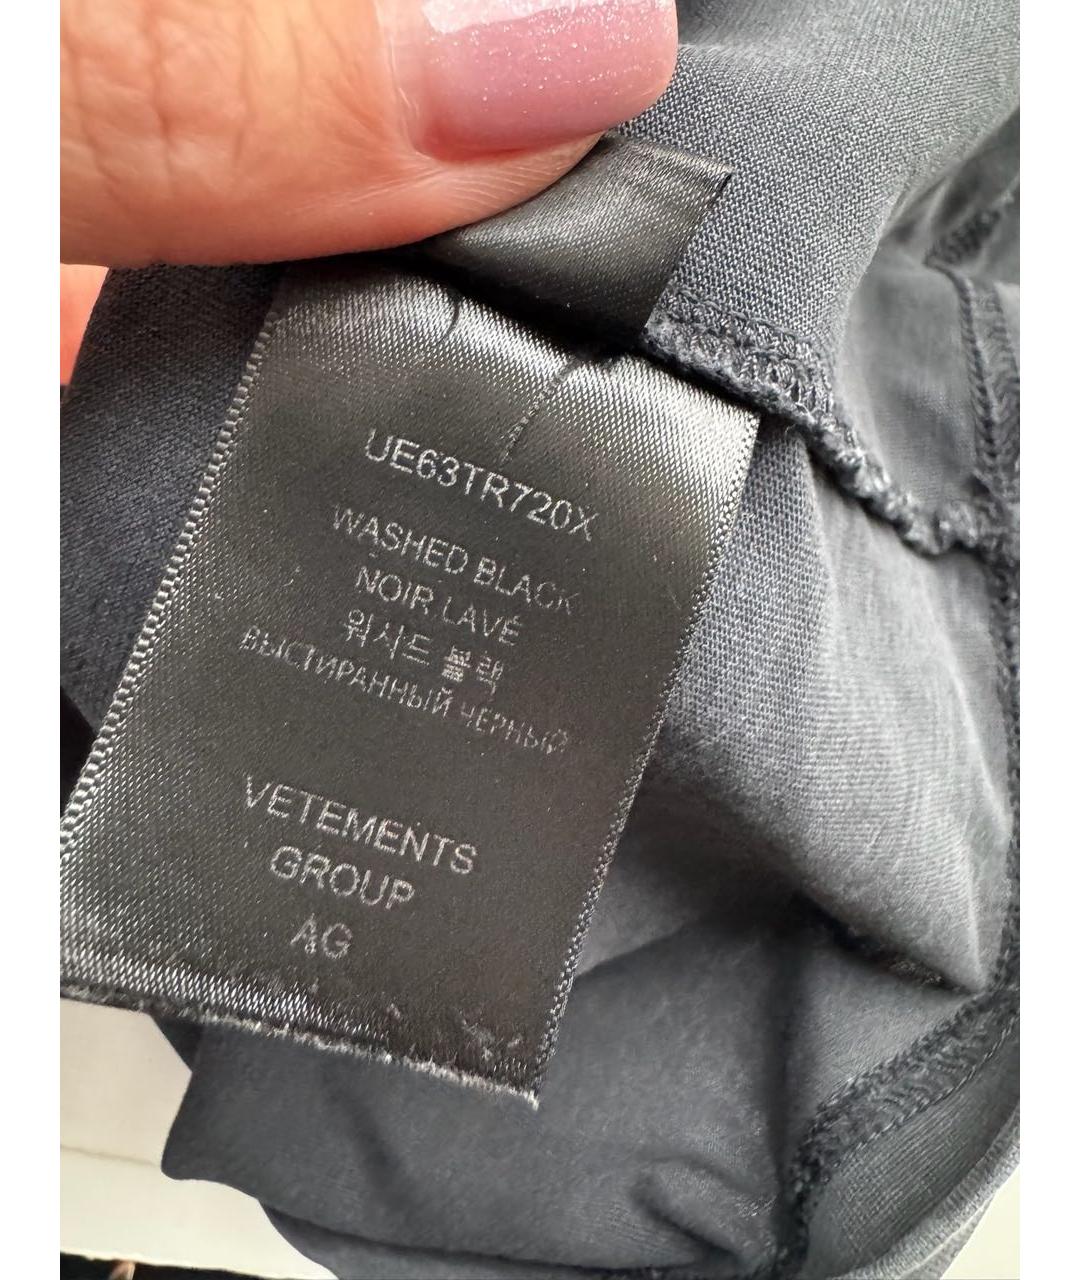 UE63TR720X
WASHED BLACK
NOIR LAVÉ
워시드 블랙
ВЫСТИРАННЫЙ ЧЕРНЫЙ
VETEMENTS
GROUP
AG